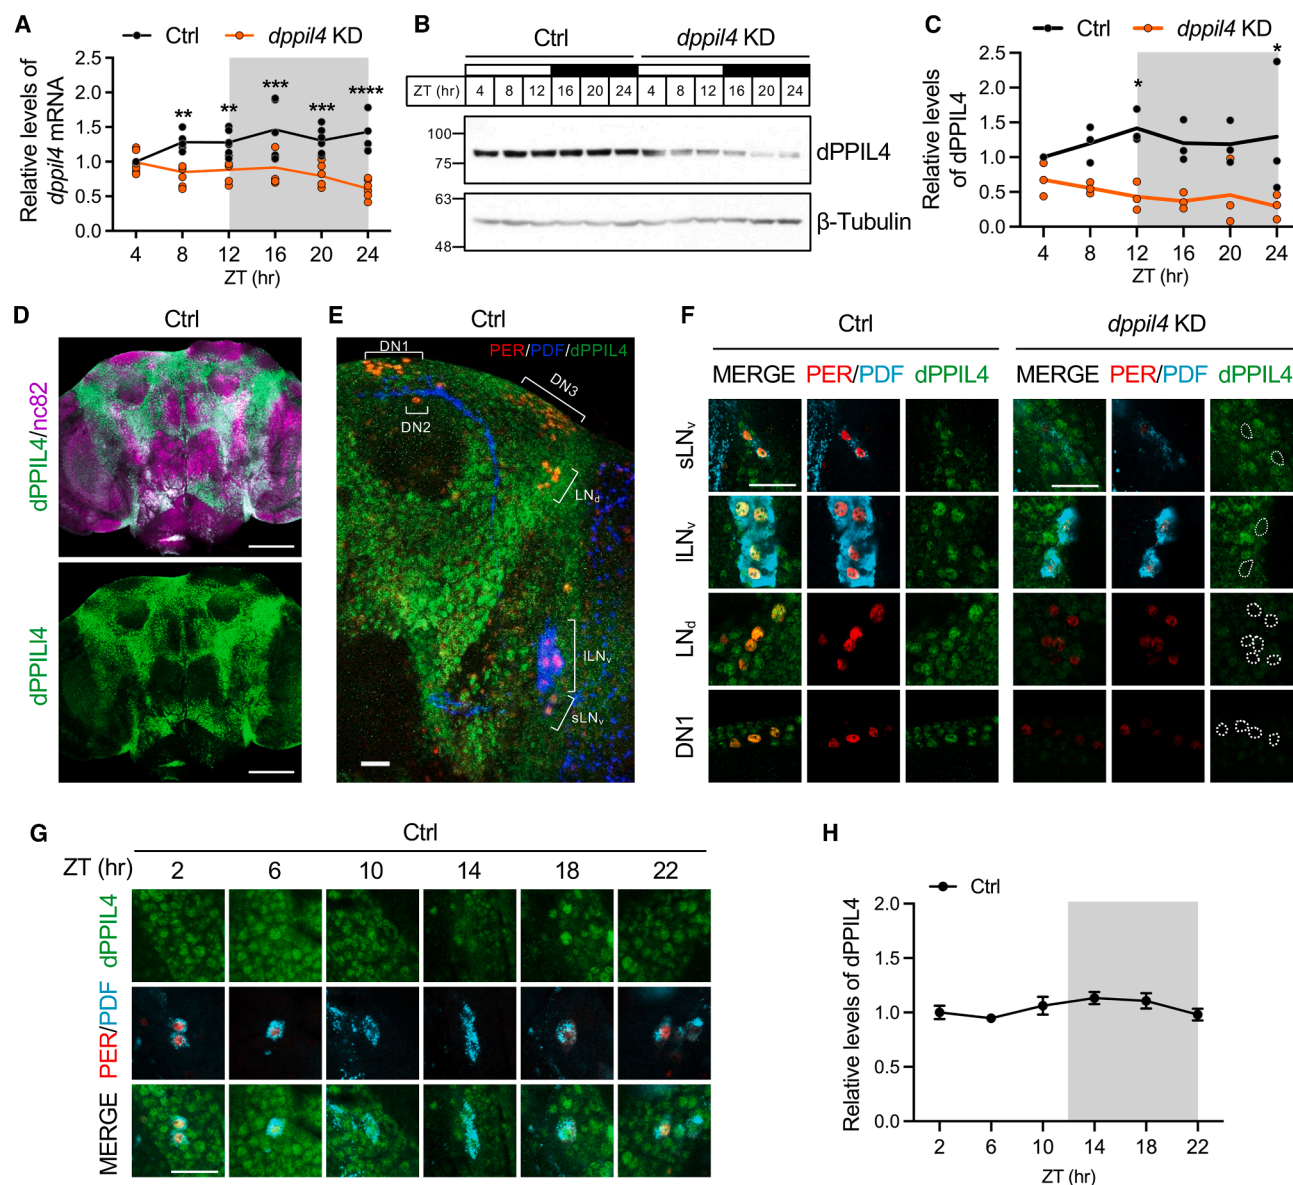 A
Ctrl dppil4 KD
Relative levels of
dppil4 mRNA
2.5
2.0
1.5
1.0
0.5
0.0
** ** *** *** ****
4 8 12 16 20 24
ZT (hr)
B
Ctrl dppil4 KD
ZT (hr) 4 8 12 16 20 24 4 8 12 16 20 24
100
75
dPPIL4
63
48
β-Tubulin
C
Ctrl dppil4 KD
Relative levels
of dPPIL4
2.5
2.0
1.5
1.0
0.5
0.0
* *
4 8 12 16 20 24
ZT (hr)
D
Ctrl
dPPIL4/nc82
dPPILI4
E
Ctrl
PER/PDF/dPPIL4
DN1
DN2
DN3
LNd
lLNv
sLNv
F
Ctrl dppil4 KD
MERGE PER/PDF dPPIL4 MERGE PER/PDF dPPIL4
sLNv
lLNv
LNd
DN1
G
Ctrl
ZT (hr) 2 6 10 14 18 22
dPPIL4
PER/PDF
MERGE
H
Ctrl
Relative levels of dPPIL4
2.0
1.5
1.0
0.5
0.0
2 6 10 14 18 22
ZT (hr)